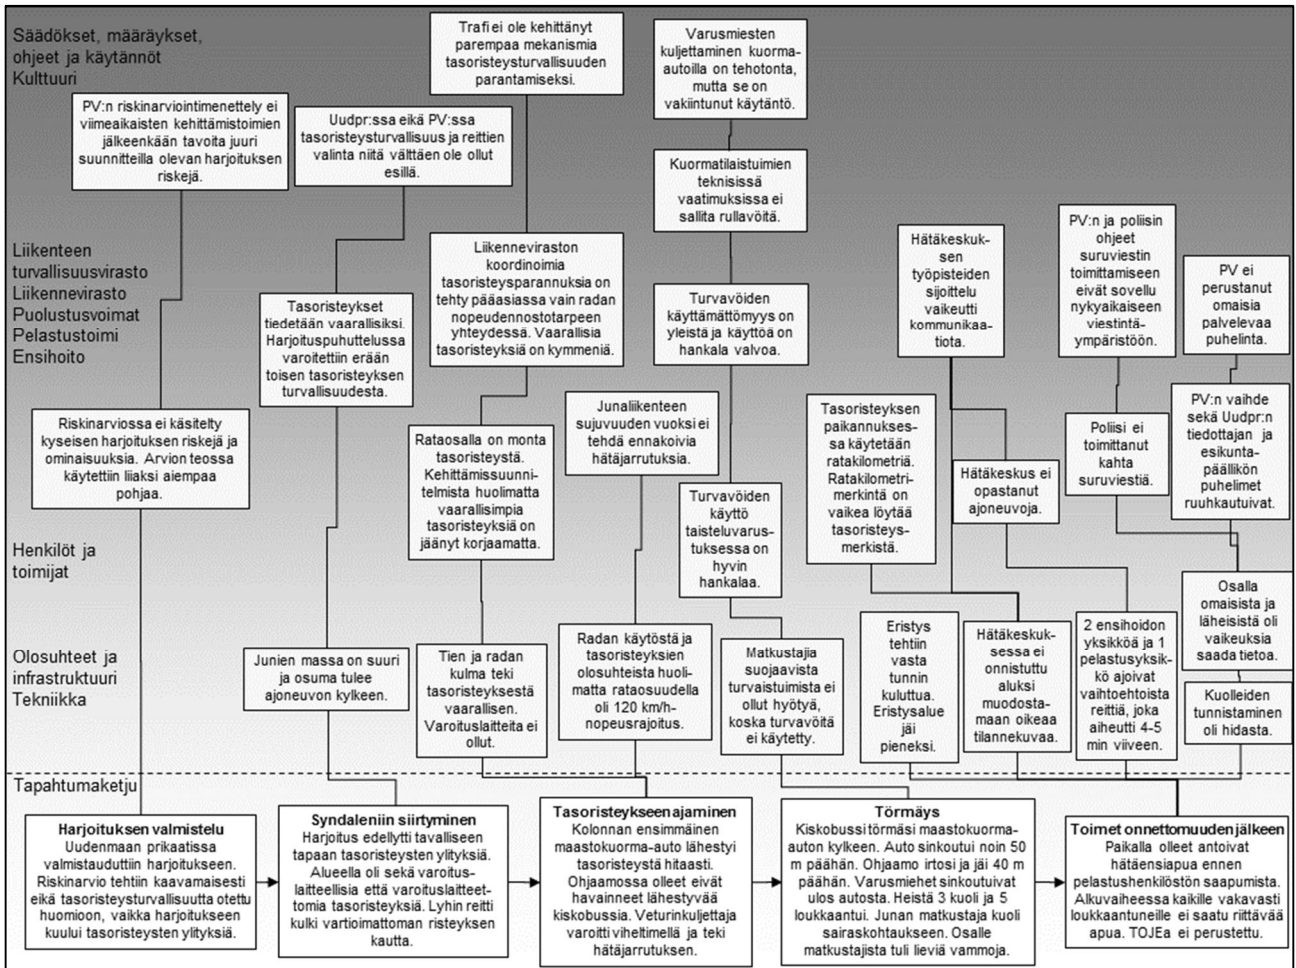 Säädökset, määräykset,
ohjeet ja käytännöt
Kulttuuri
Trafi ei ole kehittänyt
parempaa mekanismia
tasoristeysturvallisuuden
parantamiseksi.
Varusmiesten
kuljettaminen kuorma-
autoilla on tehotonta,
mutta se on
vakiintunut käytäntö.
PV:n riskinarviointimenettely ei
viimeaikaisten kehittämistoimien
jälkeenkään tavoita juuri
suunnitteilla olevan harjoituksen
riskejä.
Uudpr:ssa eikä PV:ssa
tasoristeysturvallisuus ja reittien
valinta niitä välttäen ole ollut
esillä.
Kuormatilaistuimien
teknisissä
vaatimuksissa ei
sallita rullavöitä.
Liikenteen
turvallisuusvirasto
Liikennevirasto
Puolustusvoimat
Pelastustoimi
Ensihoito
Tasoristeykset
tiedetään vaarallisiksi.
Harjoituspuhuttelussa
varoitettiin erään
toisen tasoristeyksen
turvallisuudesta.
Liikenneviraston
koordinoimia
tasoristeysparannuksia on
tehty pääasiassa vain radan
nopeudennostotarpeen
yhteydessä. Vaarallisia
tasoristeyksiä on kymmeniä.
Turvavöiden
käyttämättömyys on
yleistä ja käyttöä on
hankala valvoa.
Hätäkeskuk-
sen
työpisteiden
sijoittelu
vaikeutti
kommunikaa-
tiota.
PV:n ja poliisin
ohjeet
suruviestin
toimittamiseen
eivät sovellu
nykyaikaiseen
viestintä-
ympäristöön.
PV ei
perustanut
omaisia
palvelevaa
puhelinta.
Riskinarviossa ei käsitelty
kyseisen harjoituksen riskejä ja
ominaisuuksia. Arvion teossa
käytettiin liiaksi aiempaa
pohjaa.
Rataosalla on monta
tasoristeystä.
Kehittämissuunni-
telmista huolimatta
vaarallisimpia
tasoristeyksiä on
jäänyt korjaamatta.
Junaliikenteen
sujuvuuden vuoksi ei
tehdä ennakoivia
hätäjarrutuksia.
Turvavöiden
käyttö
taisteluvarus-
tuksessa on
hyvin
hankalaa.
Tasoristeyksen
paikannukses-
sa käytetään
ratakilometriä.
Ratakilometri-
merkintä on
vaikea löytää
tasoristeys-
merkistä.
Hätäkeskus ei
opastanut
ajoneuvoja.
Poliisi ei
toimittanut
kahta
suruviestiä.
PV:n vaihde
sekä Uudpr:n
tiedottajan ja
esikunta-
päällikön
puhelimet
ruuhkautuivat.
Henkilöt ja
toimijat
Olosuhteet ja
infrastruktuuri
Tekniikka
Junien massa on suuri
ja osuma tulee
ajoneuvon kylkeen.
Tien ja radan
kulma teki
tasoristeyksestä
vaarallisen.
Varoituslaitteita ei
ollut.
Radan käytöstä ja
tasoristeyksien
olosuhteista huoli-
matta rataosuudella
oli 120 km/h-
nopeusrajoitus.
Matkustajia
suojaavista
turvaistuimista ei
ollut hyötyä,
koska turvavöitä
ei käytetty.
Eristys
tehtiin
vasta
tunnin
kuluttua.
Eristysalue
jäi
pieneksi.
Hätäkeskuk-
sessa ei
onnistuttu
aluksi
muodosta-
maan oikeaa
tilannekuvaa.
2 ensihoidon
yksikköä ja 1
pelastusyksik-
kö ajoivat
vaihtoehtoista
reittiä, joka
aiheutti 4-5
min viiveen.
Osalla
omaisista ja
läheisistä oli
vaikeuksia
saada tietoa.
Kuolleiden
tunnistaminen
oli hidasta.
Tapahtumaketju
Harjoituksen valmistelu
Uudenmaan prikaatissa
valmistauduttiin harjoitukseen.
Riskinarvio tehtiin kaavamaisesti
eikä tasoristeysturvallisuutta otettu
huomioon, vaikka harjoitukseen
kuului tasoristeysten ylityksiä.
Syndaleniin siirtyminen
Harjoitus edellytti tavalliseen
tapaan tasoristeysten ylityksiä.
Alueella oli sekä varoitus-
laitteellisia että varoituslaitteet-
tomia tasoristeyksiä. Lyhin reitti
kulki vartioimattoman risteyksen
kautta.
Tasoristeykseen ajaminen
Kolonnan ensimmäinen
maastokuorma-auto lähestyi
tasoristeystä hitaasti.
Ohjaamossa olleet eivät
havainneet lähestyvää
kiskobussia. Veturinkuljettaja
varoitti viheltimellä ja teki
hätäjarrutuksen.
Törmäys
Kiskobussi törmäsi maastokuorma-
auton kylkeen. Auto sinkoutui noin 50
m päähän. Ohjaamo irtosi ja jäi 40 m
päähän. Varusmiehet sinkoutuivat
ulos autosta. Heistä 3 kuoli ja 5
loukkaantui. Junan matkustaja kuoli
sairaskohtaukseen. Osalle
matkustajista tuli lieviä vammoja.
Toimet onnettomuuden jälkeen
Paikalla olleet antoivat
hätäensiapua ennen
pelastushenkilöstön saapumista.
Alkuvaiheessa kaikille vakavasti
loukkaantuneille ei saatu riittävää
apua. TOJEa ei perustettu.